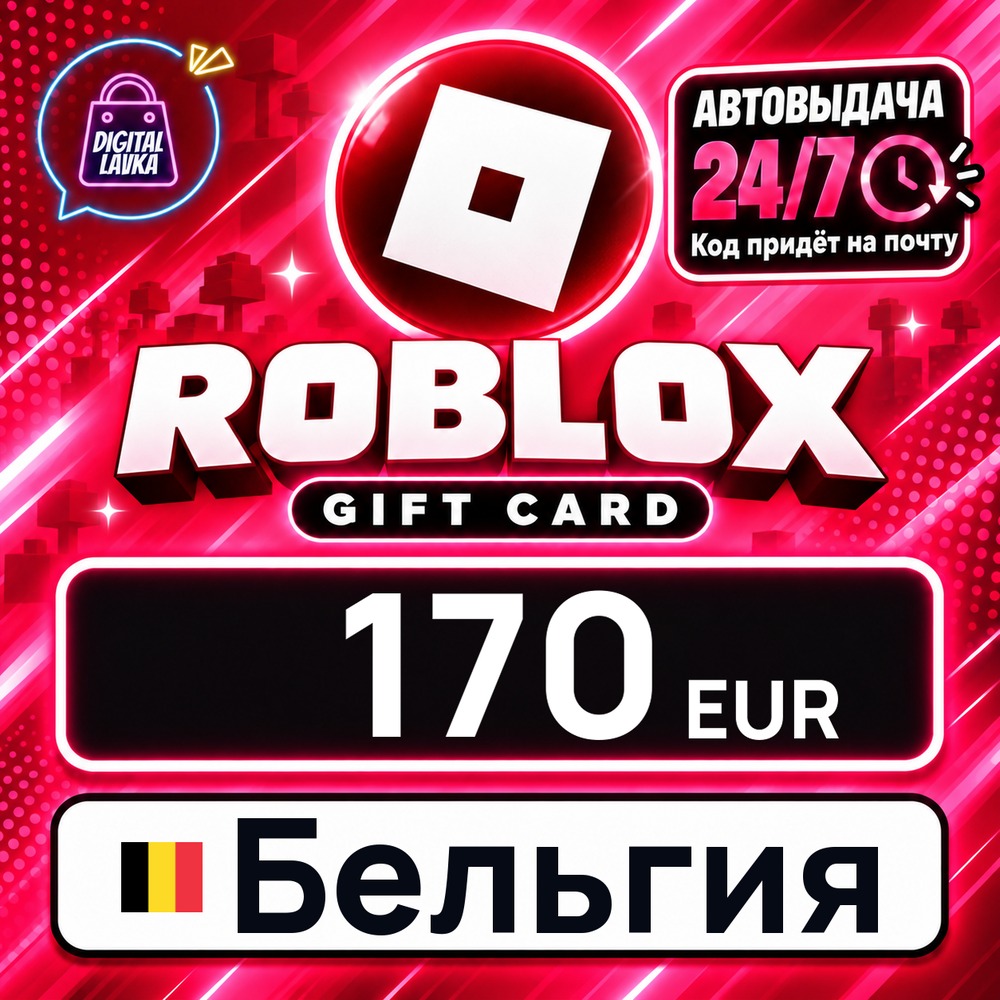 DIGITAL
LAVKA
АВТОВЫДАЧА
24/7
Код придёт на почту
ROBLOX
GIFT CARD
170 EUR
Бельгия